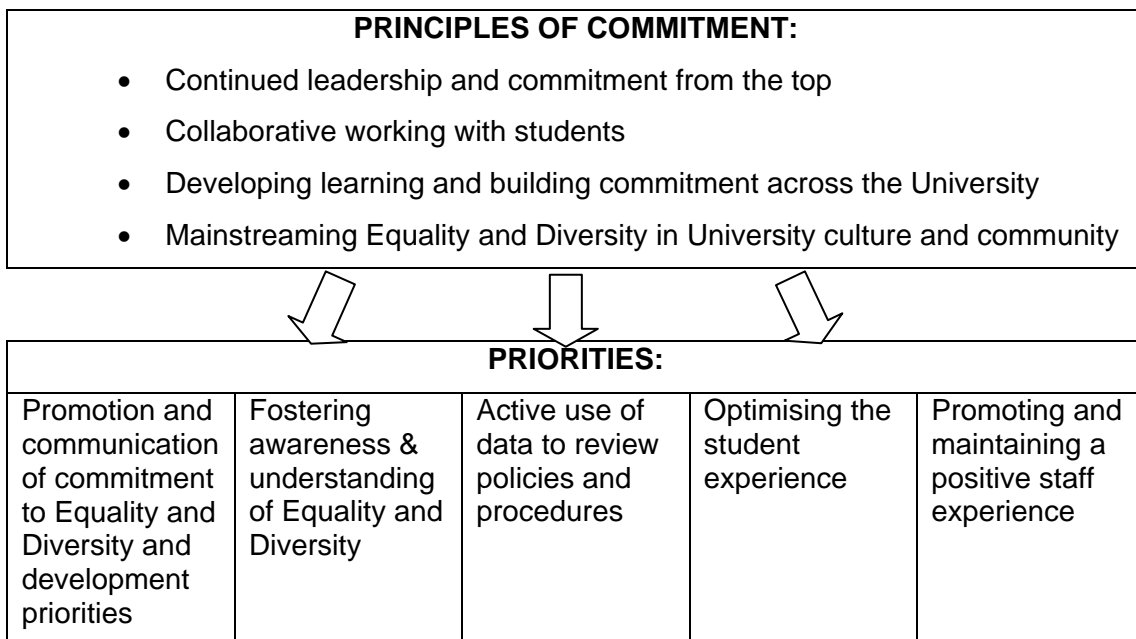 PRINCIPLES OF COMMITMENT:
• Continued leadership and commitment from the top
• Collaborative working with students
• Developing learning and building commitment across the University
• Mainstreaming Equality and Diversity in University culture and community
PRIORITIES:
Promotion and
communication
of commitment
to Equality and
Diversity and
development
priorities
Fostering
awareness &
understanding
of Equality and
Diversity
Active use of
data to review
policies and
procedures
Optimising the
student
experience
Promoting and
maintaining a
positive staff
experience